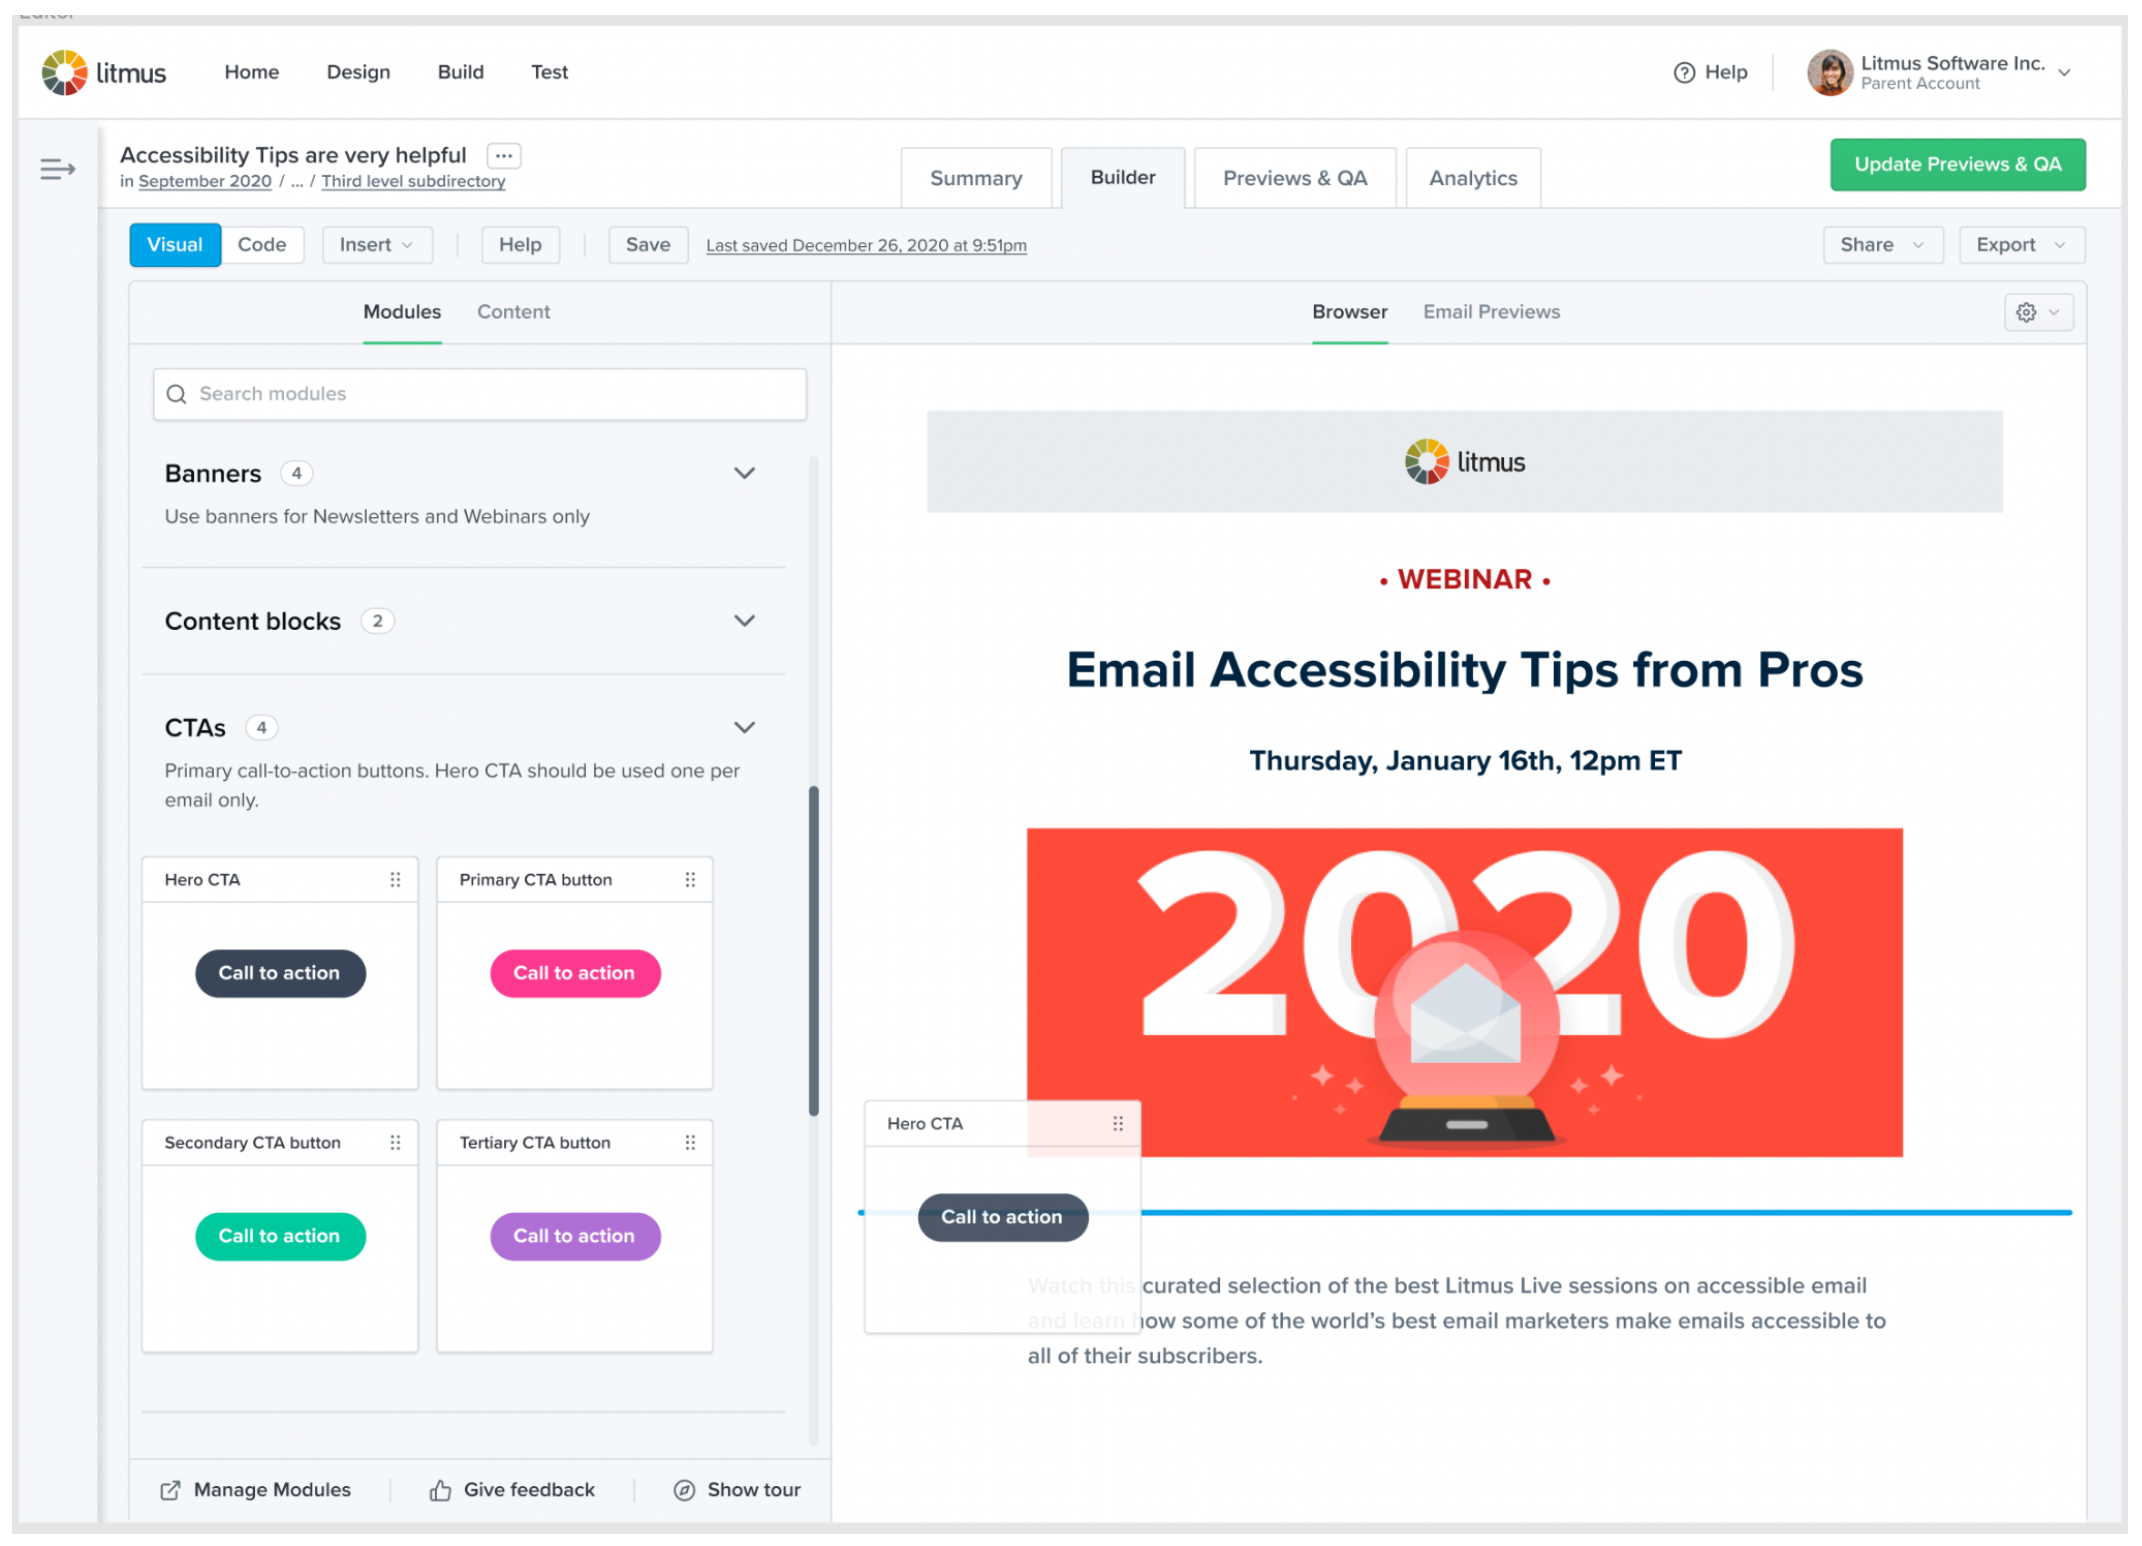 Editor
litmus Home Design Build Test Help Litmus Software Inc.
Parent Account
Accessibility Tips are very helpful ...
in September 2020 / ... / Third level subdirectory
Summary Builder Previews & QA Analytics Update Previews & QA
Visual Code Insert Help Save Last saved December 26, 2020 at 9:51pm Share Export
Modules Content
Search modules
Banners 4
Use banners for Newsletters and Webinars only
Content blocks 2
CTAs 4
Primary call-to-action buttons. Hero CTA should be used one per
email only.
Hero CTA Primary CTA button
Call to action Call to action
Secondary CTA button Tertiary CTA button
Call to action Call to action
Manage Modules Give feedback Show tour
Browser Email Previews
litmus
• WEBINAR •
Email Accessibility Tips from Pros
Thursday, January 16th, 12pm ET
2020
Hero CTA
Call to action
Watch this curated selection of the best Litmus Live sessions on accessible email
and learn how some of the world's best email marketers make emails accessible to
all of their subscribers.